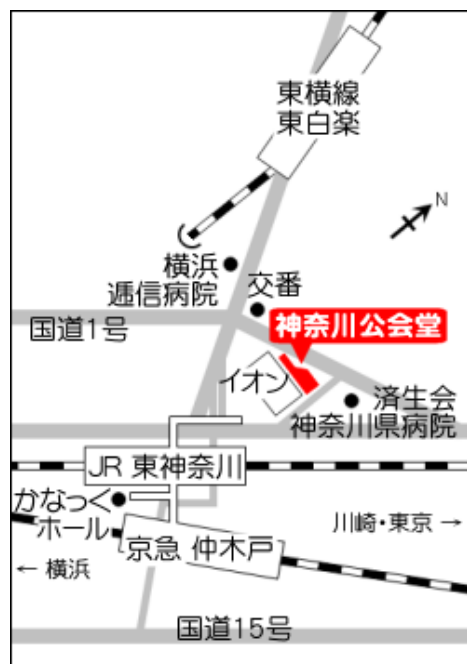 東横線
東白楽
N
横浜
逓信病院
交番
国道1号
神奈川公会堂
イオン
済生会
神奈川県病院
JR 東神奈川
かなっく
ホール
川崎・東京 →
京急 仲木戸
← 横浜
国道15号